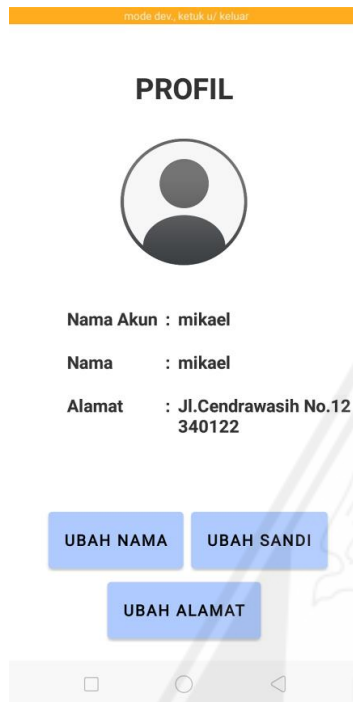 mode dev., ketuk u/ keluar
PROFIL
Nama Akun : mikael
Nama : mikael
Alamat : Jl.Cendrawasih No.12
340122
UBAH NAMA
UBAH SANDI
UBAH ALAMAT